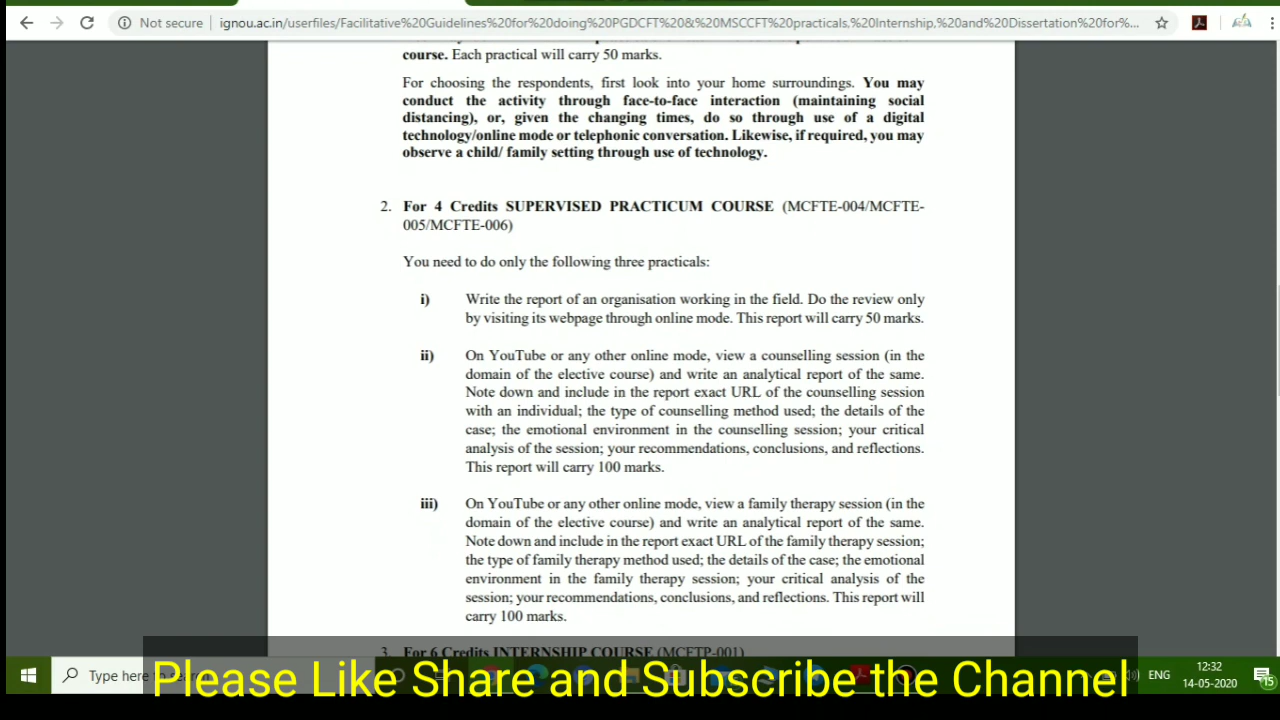 Not secure | ignou.ac.in/userfiles/Facilitative%20Guidelines%20for%20doing%20PGDCFT%20&%20MSCCFT%20practicals,%20Internship,%20and%20Dissertation%20for%...
course. Each practical will carry 50 marks.
For choosing the respondents, first look into your home surroundings. You may
conduct the activity through face-to-face interaction (maintaining social
distancing), or, given the changing times, do so through use of a digital
technology/online mode or telephonic conversation. Likewise, if required, you may
observe a child/ family setting through use of technology.
2. For 4 Credits SUPERVISED PRACTICUM COURSE (MCFTE-004/MCFTE-
005/MCFTE-006)
You need to do only the following three practicals:
i) Write the report of an organisation working in the field. Do the review only
by visiting its webpage through online mode. This report will carry 50 marks.
ii) On YouTube or any other online mode, view a counselling session (in the
domain of the elective course) and write an analytical report of the same.
Note down and include in the report exact URL of the counselling session
with an individual; the type of counselling method used; the details of the
case; the emotional environment in the counselling session; your critical
analysis of the session; your recommendations, conclusions, and reflections.
This report will carry 100 marks.
iii) On YouTube or any other online mode, view a family therapy session (in the
domain of the elective course) and write an analytical report of the same.
Note down and include in the report exact URL of the family therapy session;
the type of family therapy method used; the details of the case; the emotional
environment in the family therapy session; your critical analysis of the
session; your recommendations, conclusions, and reflections. This report will
carry 100 marks.
3. For 6 Credits INTERNSHIP COURSE (MCFTP-001)
Type here
Please Like Share and Subscribe the Channel
ENG
12:32
14-05-2020
15